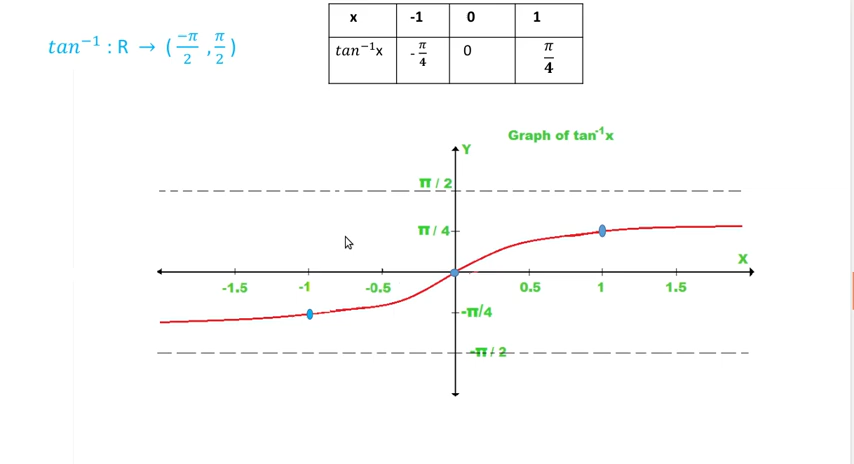 tan⁻¹ : R → (-π/2, π/2)
x -1 0 1
tan⁻¹x -π/4 0 π/4
Graph of tan⁻¹x
Y
π / 2
π / 4
X
-1.5 -1 -0.5 0.5 1 1.5
-π/4
-π / 2